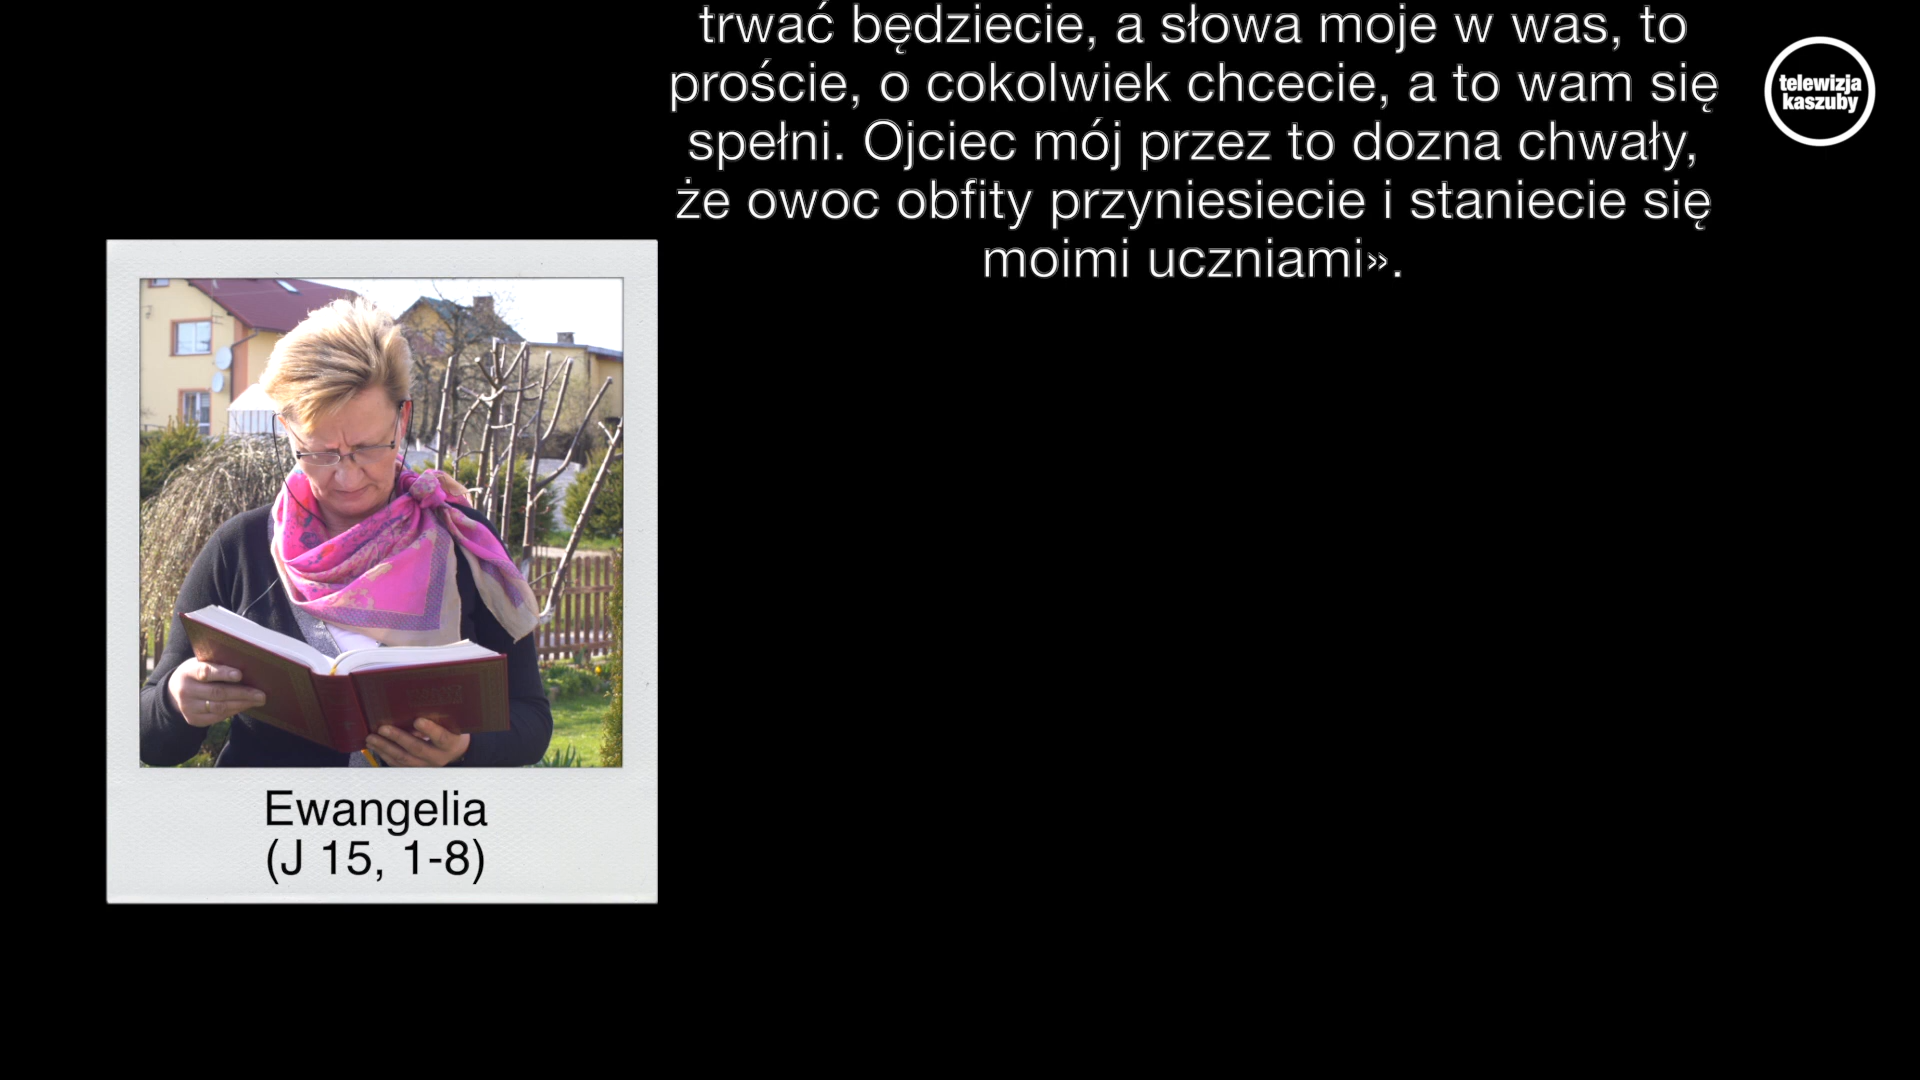 trwać będziecie, a słowa moje w was, to
proście, o cokolwiek chcecie, a to wam się
spełni. Ojciec mój przez to dozna chwały,
że owoc obfity przyniesiecie i staniecie się
moimi uczniami».
telewizja
kaszuby
Ewangelia
(J 15, 1-8)